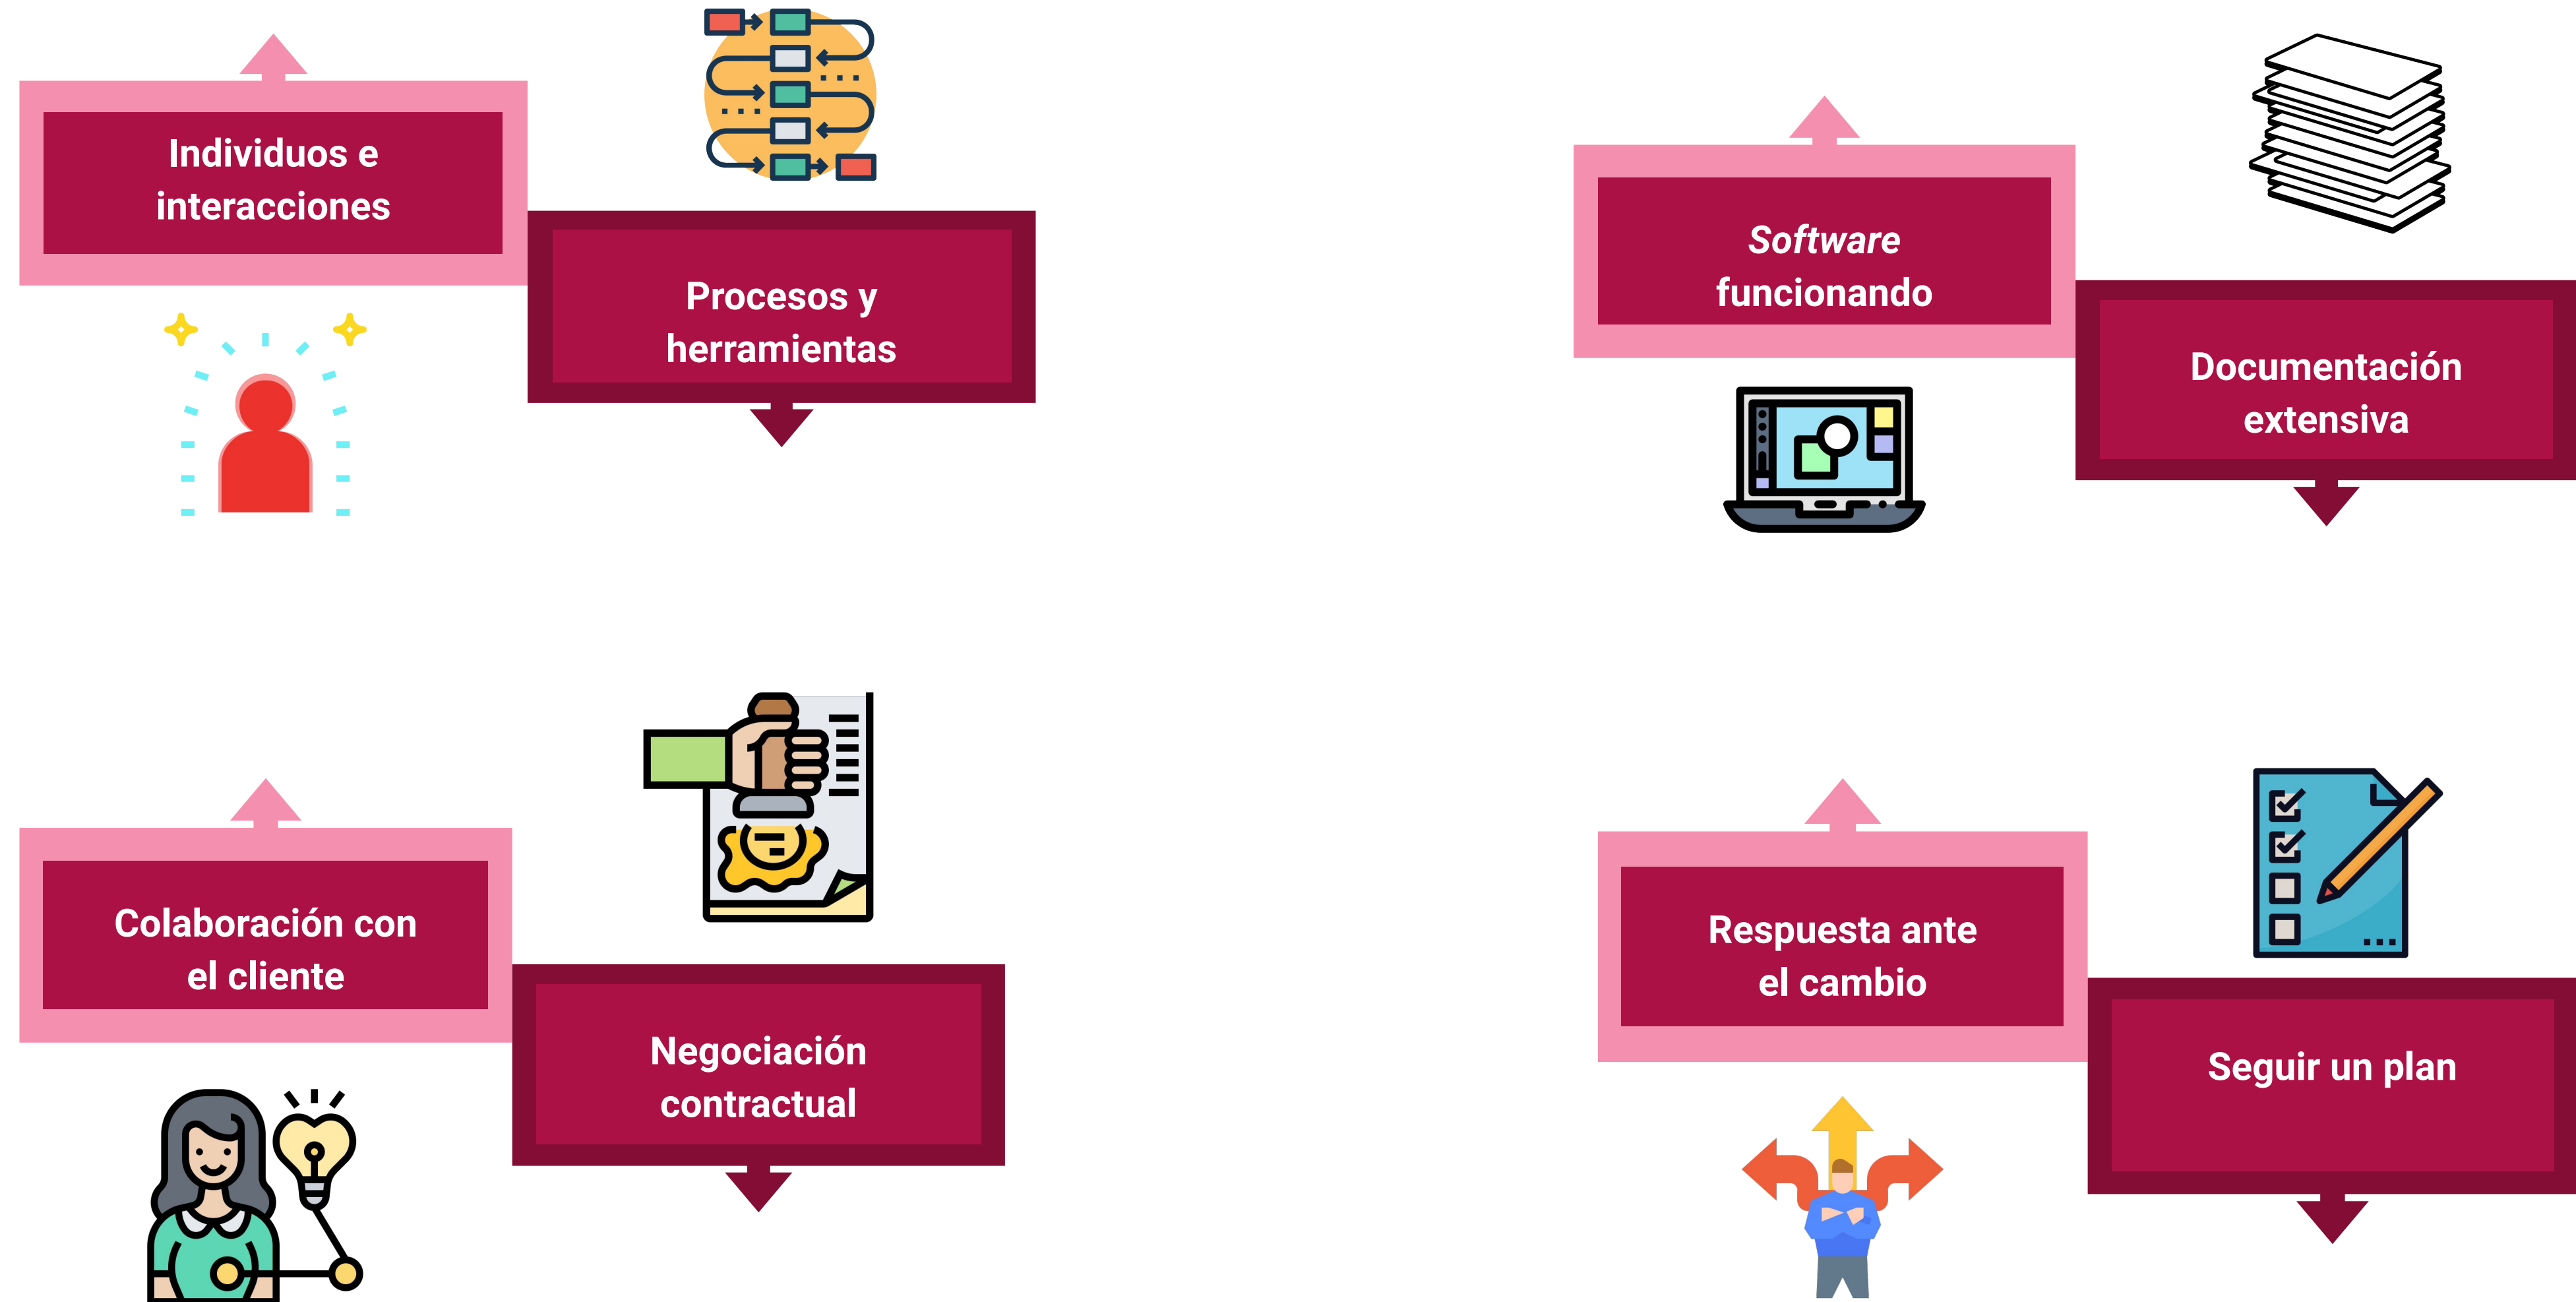 Individuos e
interacciones
Procesos y
herramientas
Software
funcionando
Documentación
extensiva
Colaboración con
el cliente
Negociación
contractual
Respuesta ante
el cambio
Seguir un plan